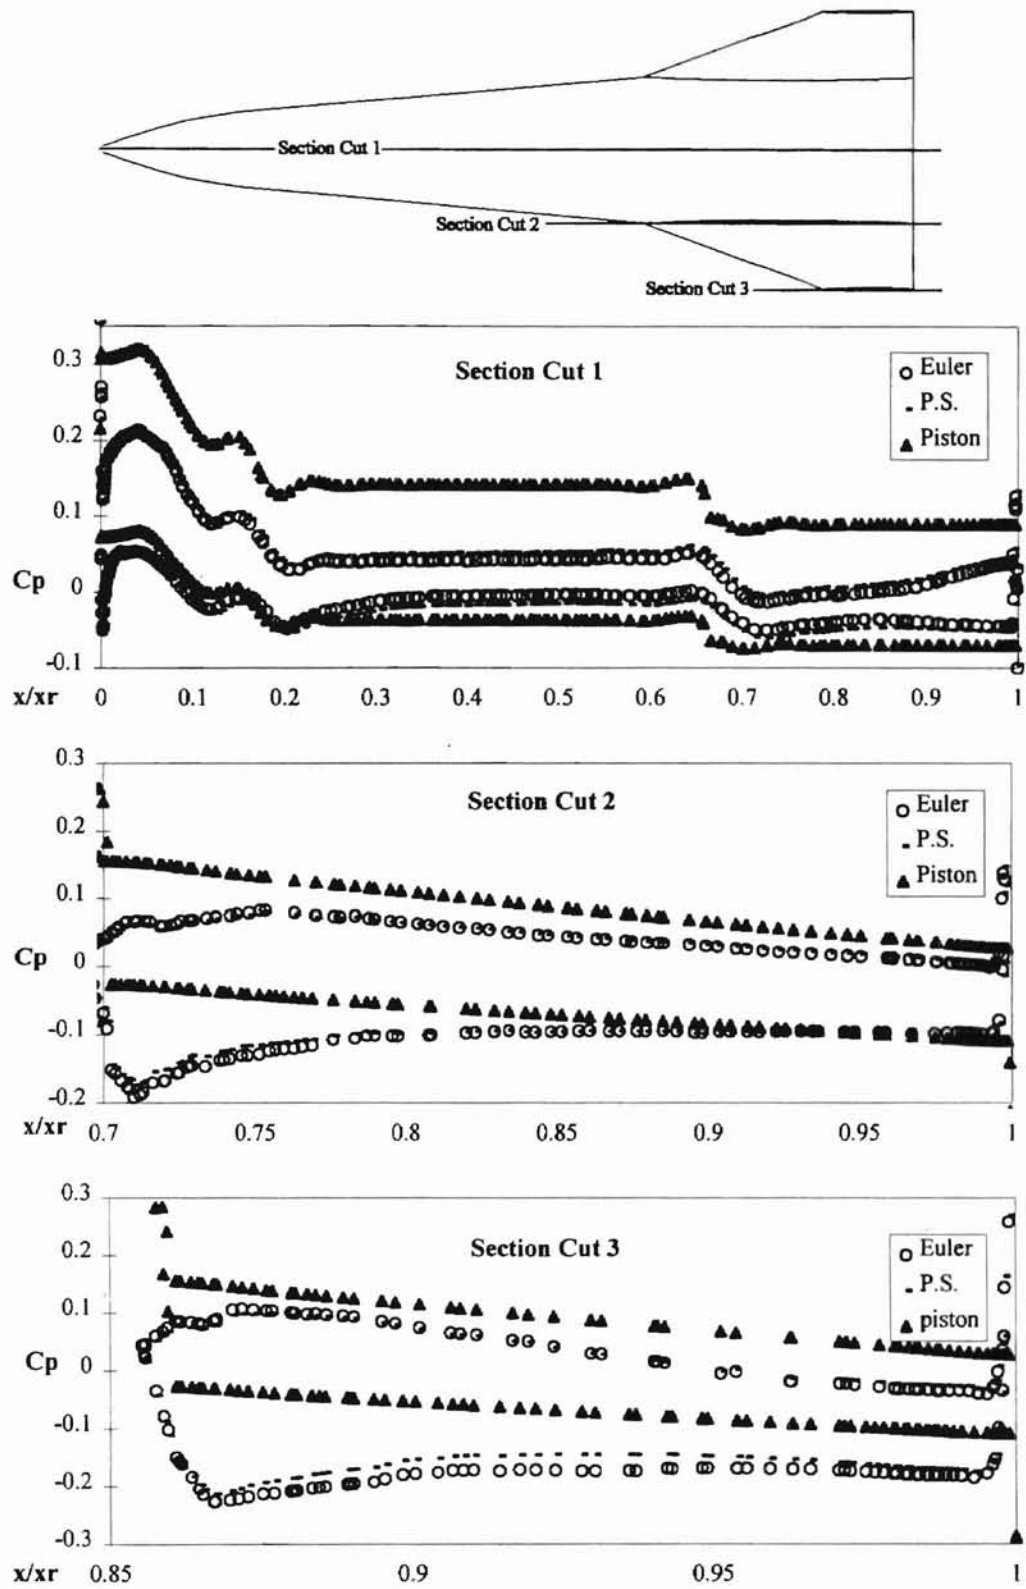 Section Cut 1
Section Cut 2
Section Cut 3
Section Cut 1
Euler
P.S.
Piston
0.3
0.2
0.1
Cp 0
-0.1
x/xr 0 0.1 0.2 0.3 0.4 0.5 0.6 0.7 0.8 0.9 1
0.3
Section Cut 2
Euler
P.S.
Piston
0.2
0.1
Cp 0
-0.1
-0.2
x/xr 0.7 0.75 0.8 0.85 0.9 0.95 1
0.3
Section Cut 3
Euler
P.S.
piston
0.2
0.1
Cp 0
-0.1
-0.2
-0.3
x/xr 0.85 0.9 0.95 1